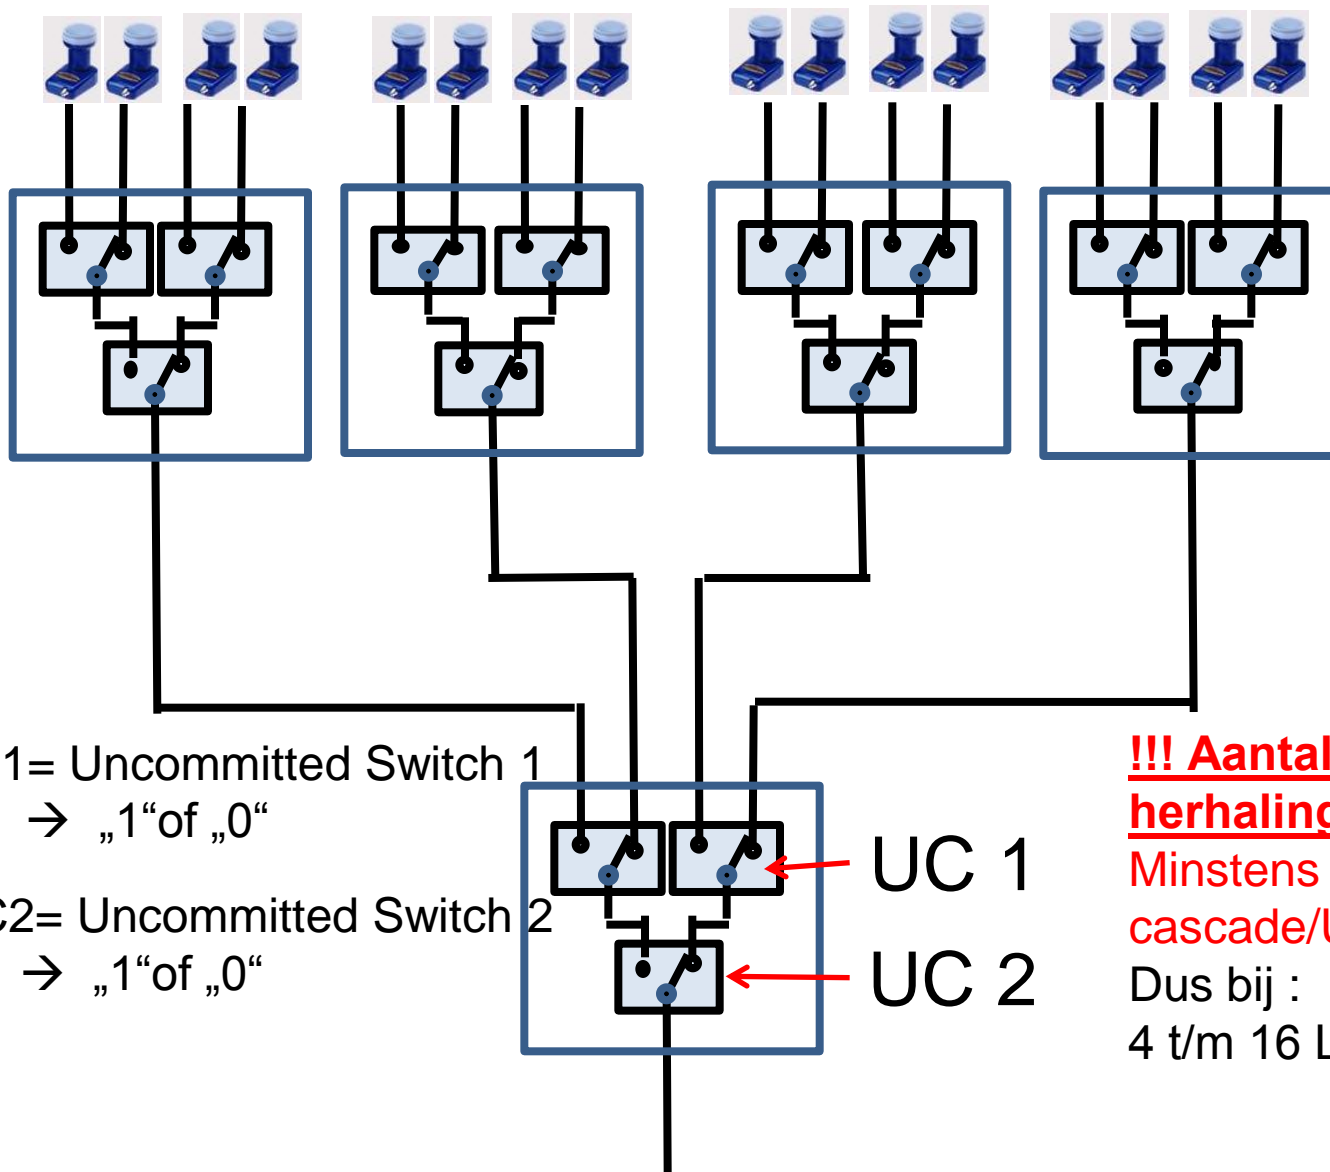 1= Uncommitted Switch 1
→ „1“of „0“
2= Uncommitted Switch 2
→ „1“of „0“
UC 1
UC 2
!!! Aantal
herhaling
Minstens
cascade/
Dus bij :
4 t/m 16 L